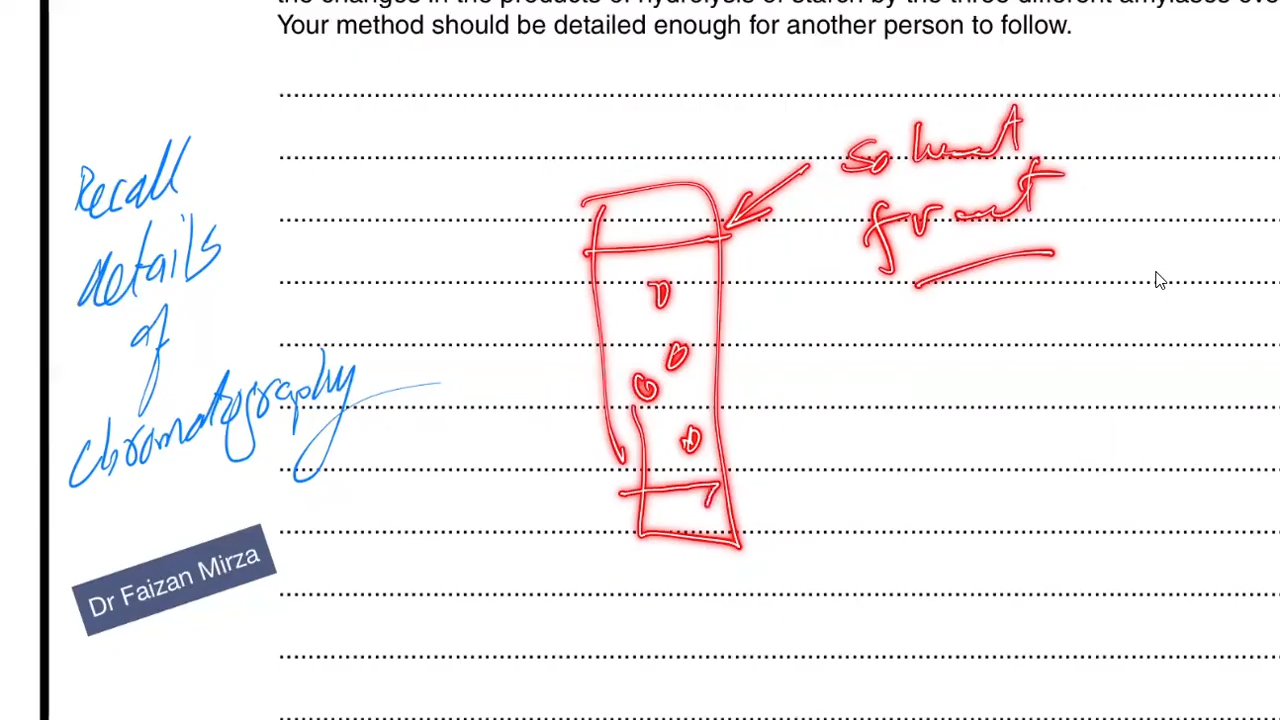 the changes in the products of hydrolysis of starch by the three different amylases ove
Your method should be detailed enough for another person to follow.
Solvent
front
Recall
details
of
chromatography
Dr Faizan Mirza